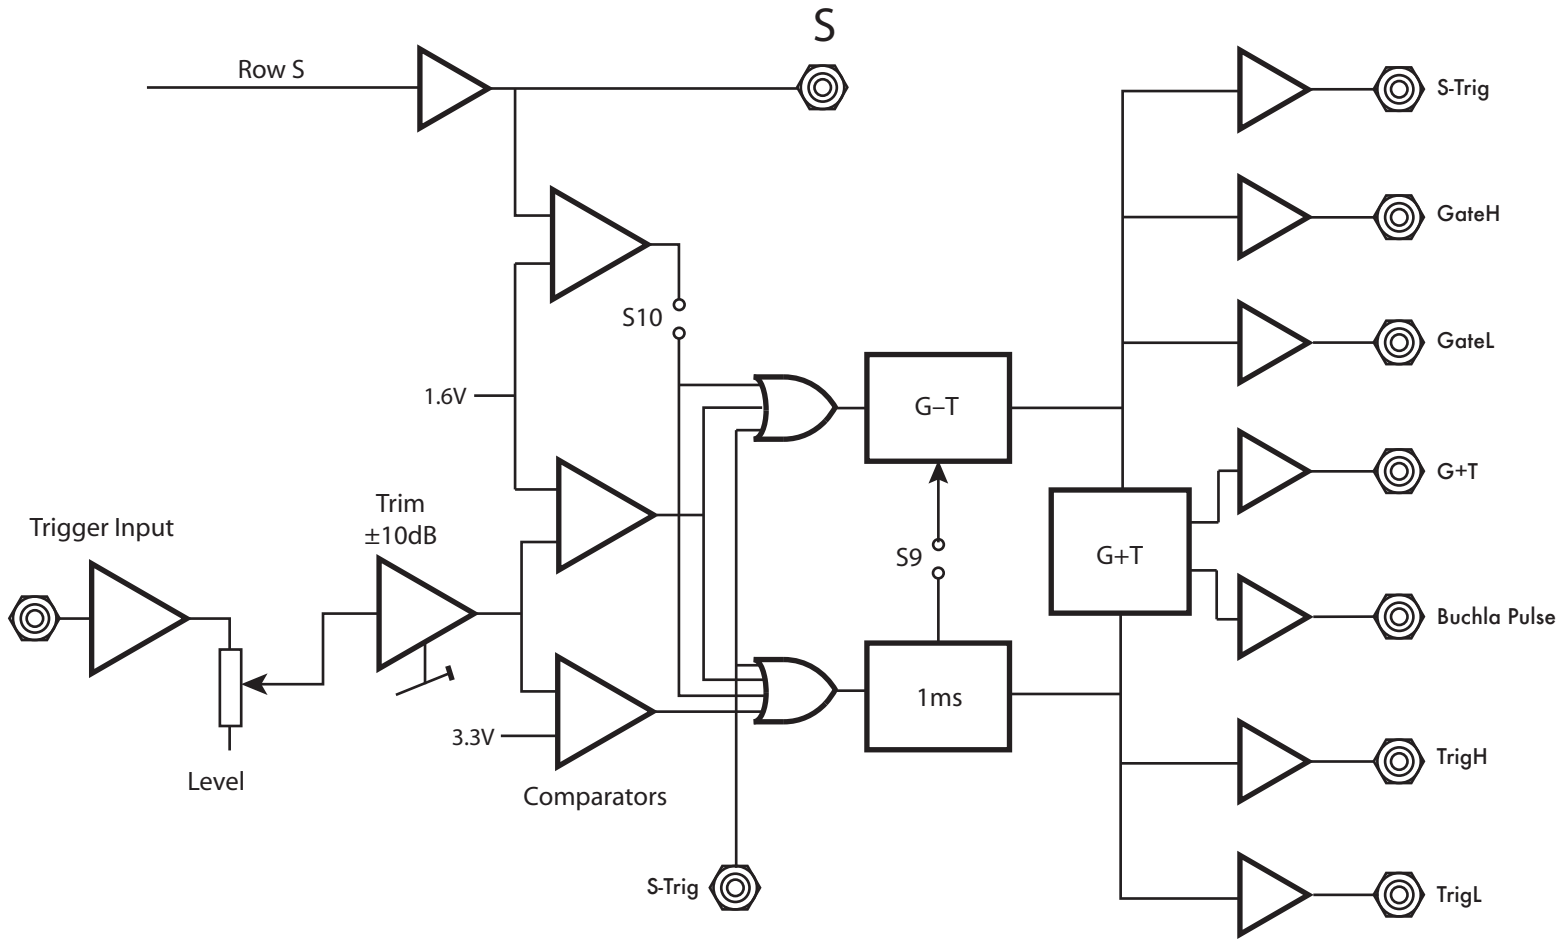 S
Row S
S-Trig
GateH
S10
GateL
1.6V
G–T
G+T
Trim
±10dB
Trigger Input
S9
G+T
Buchla Pulse
1ms
3.3V
TrigH
Level
Comparators
S-Trig
TrigL